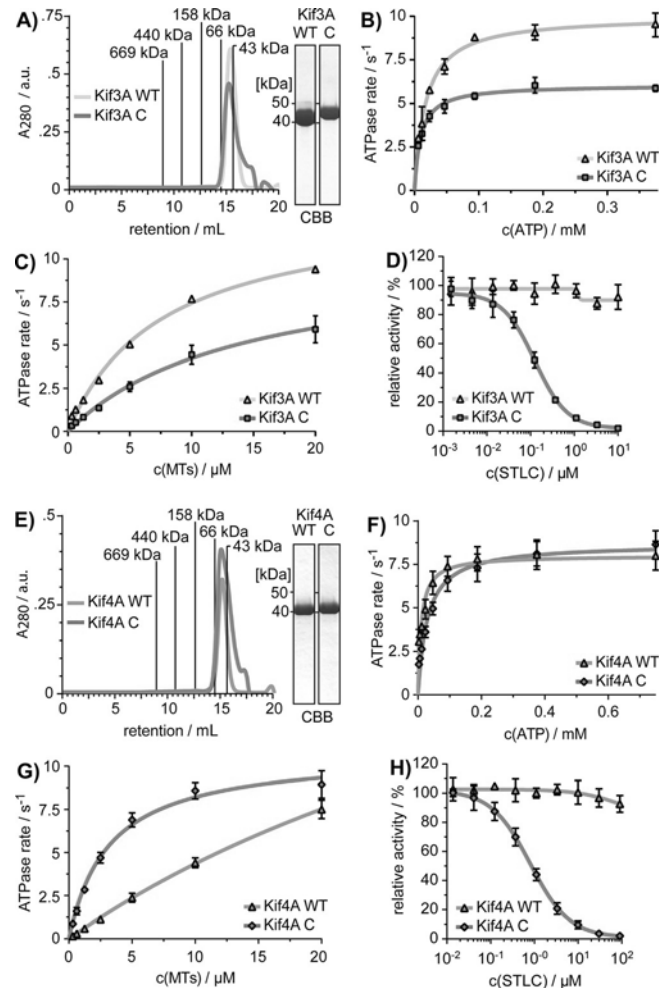 A)
158 kDa
440 kDa
66 kDa
669 kDa
43 kDa
Kif3A
WT C
[kDa]
50
40
CBB
.75
.5
.25
0
A280 / a.u.
Kif3A WT
Kif3A C
0 5 10 15 20
retention / mL
B)
10
7.5
5
2.5
0
ATPase rate / s-1
Kif3A WT
Kif3A C
0 0.1 0.2 0.3
c(ATP) / mM
C)
10
7.5
5
2.5
0
ATPase rate / s-1
Kif3A WT
Kif3A C
0 5 10 15 20
c(MTs) / µM
D)
120
100
80
60
40
20
0
relative activity / %
Kif3A WT
Kif3A C
10-3 10-2 10-1 100 101
c(STLC) / µM
E)
158 kDa
440 kDa
66 kDa
669 kDa
43 kDa
Kif4A
WT C
[kDa]
50
40
CBB
.5
.25
0
A280 / a.u.
Kif4A WT
Kif4A C
0 5 10 15 20
retention / mL
F)
10
7.5
5
2.5
0
ATPase rate / s-1
Kif4A WT
Kif4A C
0 0.2 0.4 0.6
c(ATP) / mM
G)
10
7.5
5
2.5
0
ATPase rate / s-1
Kif4A WT
Kif4A C
0 5 10 15 20
c(MTs) / µM
H)
120
100
80
60
40
20
0
relative activity / %
Kif4A WT
Kif4A C
10-2 10-1 10-0 101 102
c(STLC) / µM